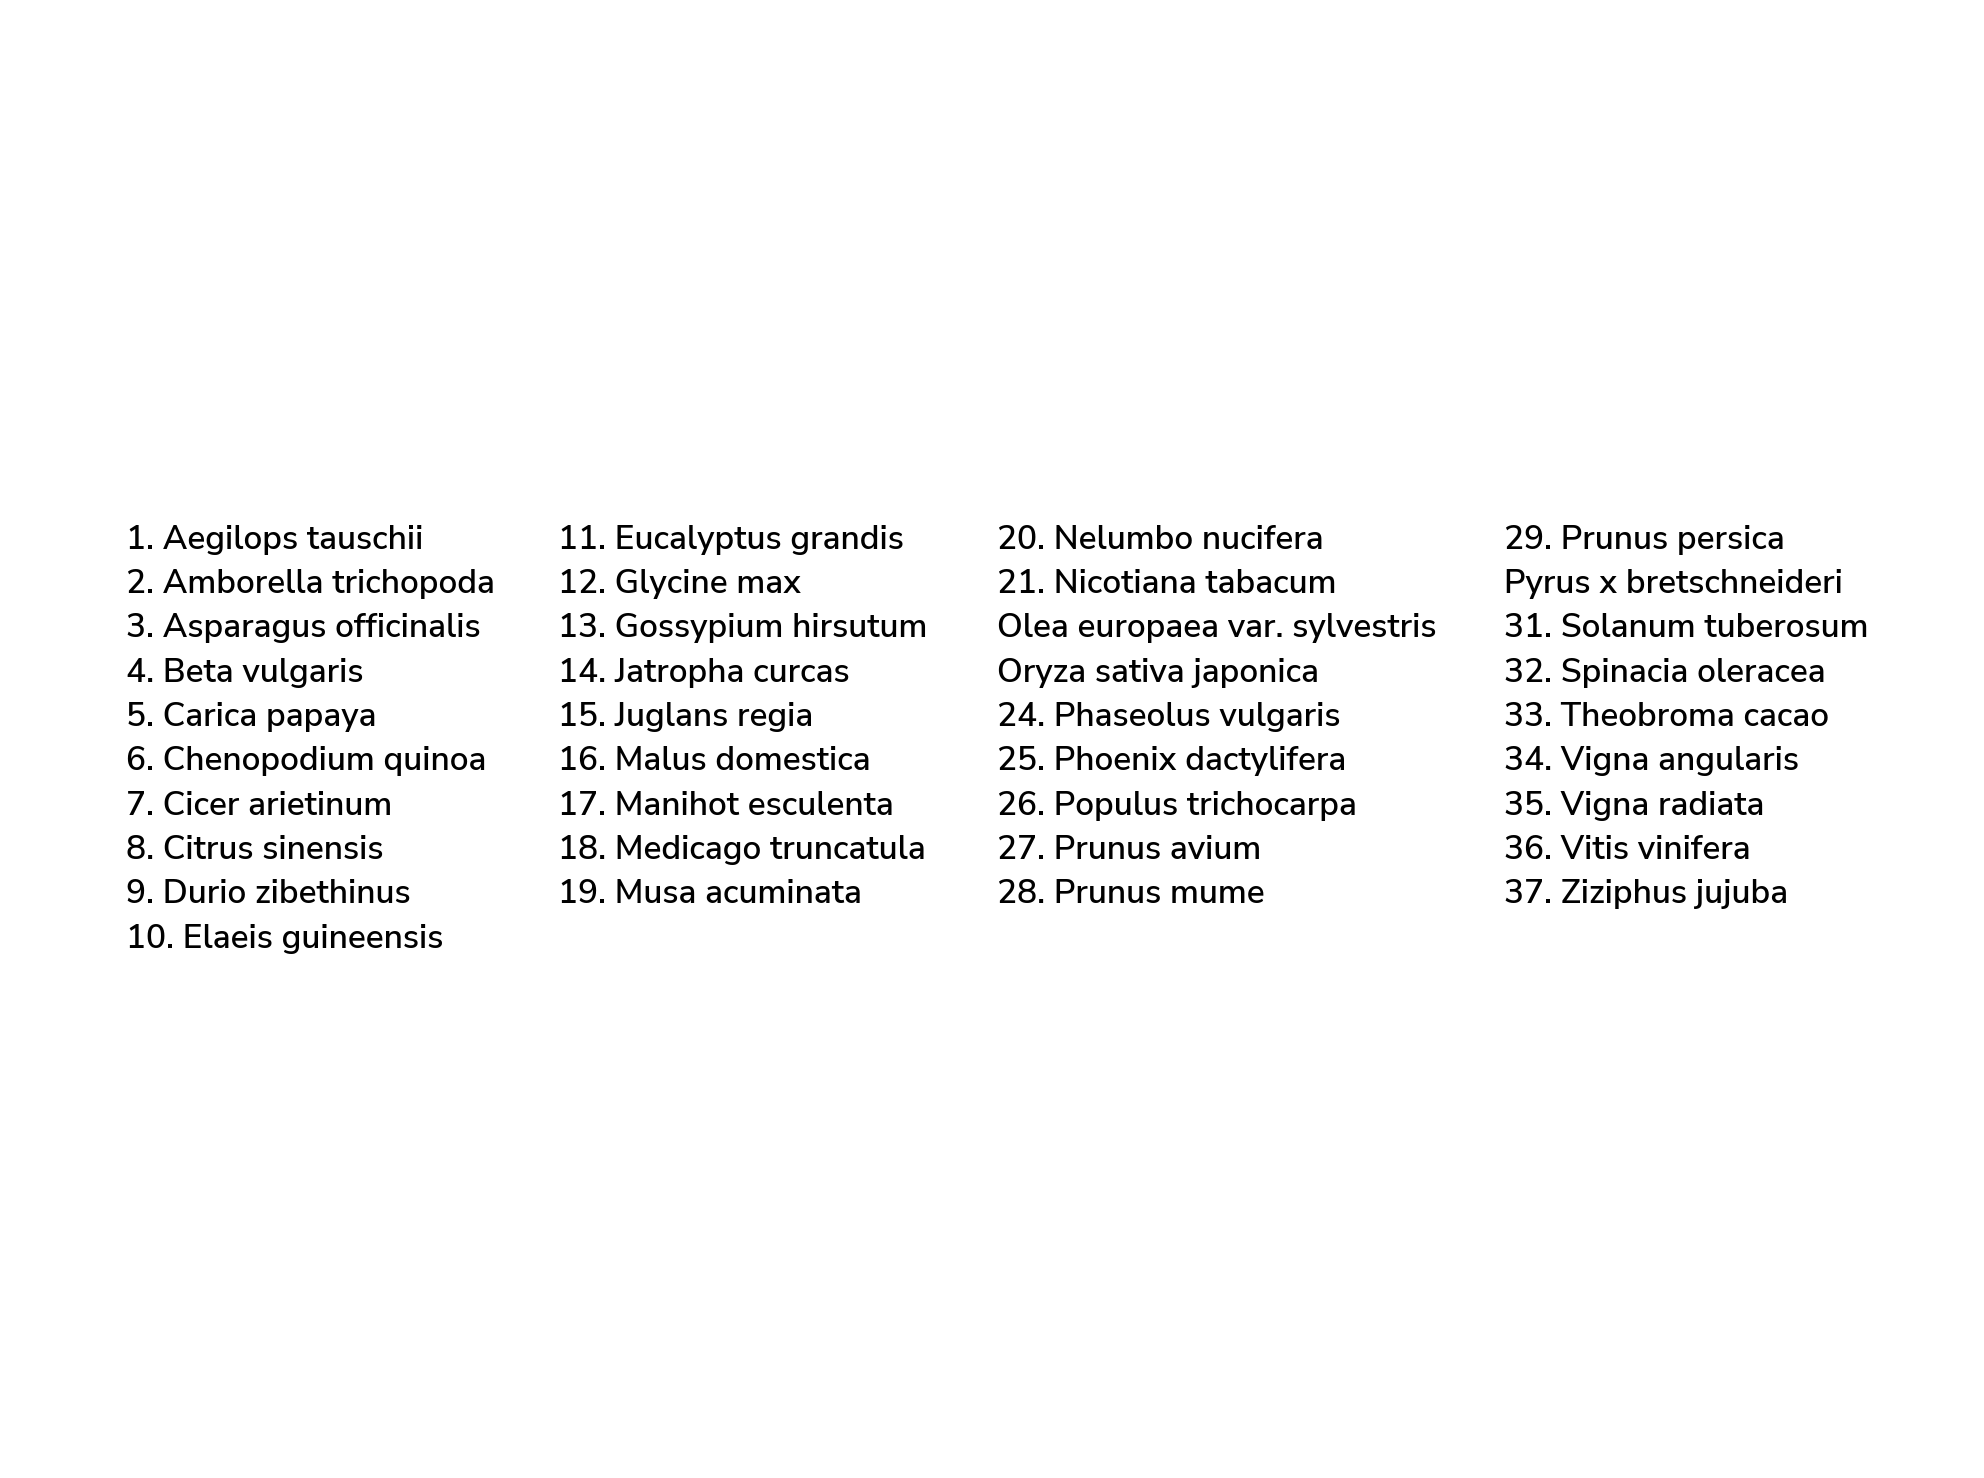 1. Aegilops tauschii
2. Amborella trichopoda
3. Asparagus officinalis
4. Beta vulgaris
5. Carica papaya
6. Chenopodium quinoa
7. Cicer arietinum
8. Citrus sinensis
9. Durio zibethinus
10. Elaeis guineensis
11. Eucalyptus grandis
12. Glycine max
13. Gossypium hirsutum
14. Jatropha curcas
15. Juglans regia
16. Malus domestica
17. Manihot esculenta
18. Medicago truncatula
19. Musa acuminata
20. Nelumbo nucifera
21. Nicotiana tabacum
Olea europaea var. sylvestris
Oryza sativa japonica
24. Phaseolus vulgaris
25. Phoenix dactylifera
26. Populus trichocarpa
27. Prunus avium
28. Prunus mume
29. Prunus persica
Pyrus x bretschneideri
31. Solanum tuberosum
32. Spinacia oleracea
33. Theobroma cacao
34. Vigna angularis
35. Vigna radiata
36. Vitis vinifera
37. Ziziphus jujuba